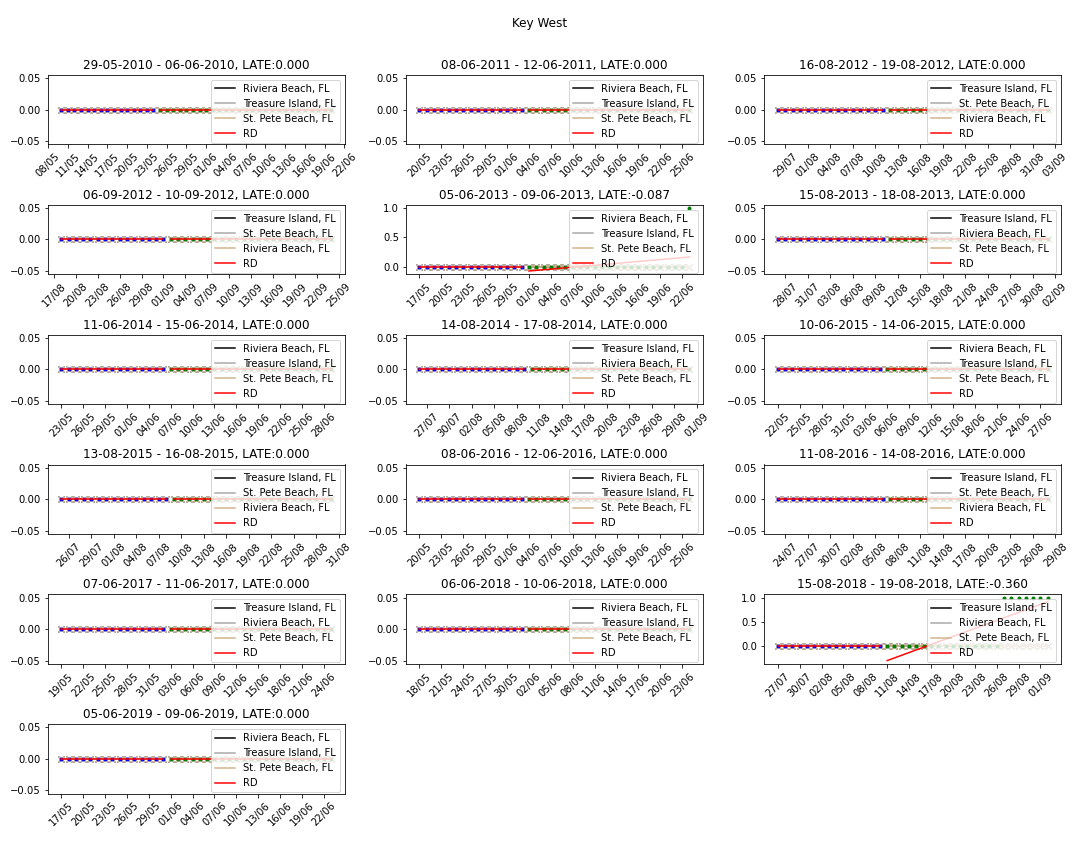 Key West
29-05-2010 - 06-06-2010, LATE:0.000
0.05
0.00
−0.05
Riviera Beach, FL
Treasure Island, FL
St. Pete Beach, FL
RD
08/05 11/05 14/05 17/05 20/05 23/05 26/05 29/05 01/06 04/06 07/06 10/06 13/06 16/06 19/06 22/06
08-06-2011 - 12-06-2011, LATE:0.000
0.05
0.00
−0.05
Riviera Beach, FL
Treasure Island, FL
St. Pete Beach, FL
RD
20/05 23/05 26/05 29/05 01/06 04/06 07/06 10/06 13/06 16/06 19/06 22/06 25/06
16-08-2012 - 19-08-2012, LATE:0.000
0.05
0.00
−0.05
Treasure Island, FL
St. Pete Beach, FL
Riviera Beach, FL
RD
29/07 01/08 04/08 07/08 10/08 13/08 16/08 19/08 22/08 25/08 28/08 31/08 03/09
06-09-2012 - 10-09-2012, LATE:0.000
0.05
0.00
−0.05
Treasure Island, FL
St. Pete Beach, FL
Riviera Beach, FL
RD
17/08 20/08 23/08 26/08 29/08 01/09 04/09 07/09 10/09 13/09 16/09 19/09 22/09 25/09
05-06-2013 - 09-06-2013, LATE:-0.087
1.0
0.5
0.0
Riviera Beach, FL
Treasure Island, FL
St. Pete Beach, FL
RD
17/05 20/05 23/05 26/05 29/05 01/06 04/06 07/06 10/06 13/06 16/06 19/06 22/06
15-08-2013 - 18-08-2013, LATE:0.000
0.05
0.00
−0.05
Treasure Island, FL
Riviera Beach, FL
St. Pete Beach, FL
RD
28/07 31/07 03/08 06/08 09/08 12/08 15/08 18/08 21/08 24/08 27/08 30/08 02/09
11-06-2014 - 15-06-2014, LATE:0.000
0.05
0.00
−0.05
Riviera Beach, FL
Treasure Island, FL
St. Pete Beach, FL
RD
23/05 26/05 29/05 01/06 04/06 07/06 10/06 13/06 16/06 19/06 22/06 25/06 28/06
14-08-2014 - 17-08-2014, LATE:0.000
0.05
0.00
−0.05
Treasure Island, FL
Riviera Beach, FL
St. Pete Beach, FL
RD
27/07 30/07 02/08 05/08 08/08 11/08 14/08 17/08 20/08 23/08 26/08 29/08 01/09
10-06-2015 - 14-06-2015, LATE:0.000
0.05
0.00
−0.05
Riviera Beach, FL
Treasure Island, FL
St. Pete Beach, FL
RD
22/05 25/05 28/05 31/05 03/06 06/06 09/06 12/06 15/06 18/06 21/06 24/06 27/06
13-08-2015 - 16-08-2015, LATE:0.000
0.05
0.00
−0.05
Treasure Island, FL
St. Pete Beach, FL
Riviera Beach, FL
RD
26/07 29/07 01/08 04/08 07/08 10/08 13/08 16/08 19/08 22/08 25/08 28/08 31/08
08-06-2016 - 12-06-2016, LATE:0.000
0.05
0.00
−0.05
Riviera Beach, FL
Treasure Island, FL
St. Pete Beach, FL
RD
20/05 23/05 26/05 29/05 01/06 04/06 07/06 10/06 13/06 16/06 19/06 22/06 25/06
11-08-2016 - 14-08-2016, LATE:0.000
0.05
0.00
−0.05
Treasure Island, FL
St. Pete Beach, FL
Riviera Beach, FL
RD
24/07 27/07 30/07 02/08 05/08 08/08 11/08 14/08 17/08 20/08 23/08 26/08 29/08
07-06-2017 - 11-06-2017, LATE:0.000
0.05
0.00
−0.05
Treasure Island, FL
Riviera Beach, FL
St. Pete Beach, FL
RD
19/05 22/05 25/05 28/05 31/05 03/06 06/06 09/06 12/06 15/06 18/06 21/06 24/06
06-06-2018 - 10-06-2018, LATE:0.000
0.05
0.00
−0.05
Riviera Beach, FL
Treasure Island, FL
St. Pete Beach, FL
RD
18/05 21/05 24/05 27/05 30/05 02/06 05/06 08/06 11/06 14/06 17/06 20/06 23/06
15-08-2018 - 19-08-2018, LATE:-0.360
1.0
0.5
0.0
Treasure Island, FL
Riviera Beach, FL
St. Pete Beach, FL
RD
27/07 30/07 02/08 05/08 08/08 11/08 14/08 17/08 20/08 23/08 26/08 29/08 01/09
05-06-2019 - 09-06-2019, LATE:0.000
0.05
0.00
−0.05
Riviera Beach, FL
Treasure Island, FL
St. Pete Beach, FL
RD
17/05 20/05 23/05 26/05 29/05 01/06 04/06 07/06 10/06 13/06 16/06 19/06 22/06